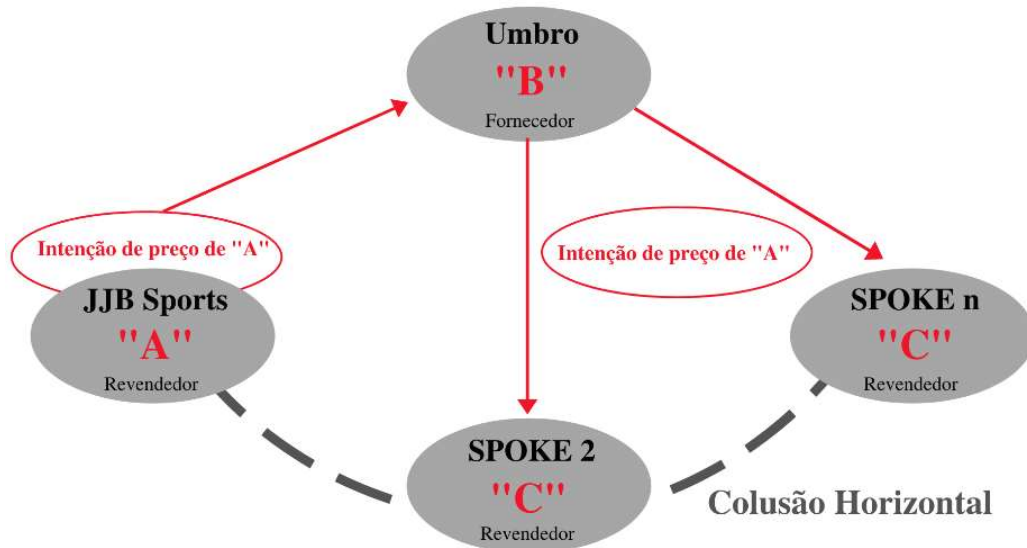 Umbro
"B"
Fornecedor
Intenção de preço de "A"
Intenção de preço de "A"
JJB Sports
"A"
Revendedor
SPOKE n
"C"
Revendedor
SPOKE 2
"C"
Revendedor
Colusão Horizontal